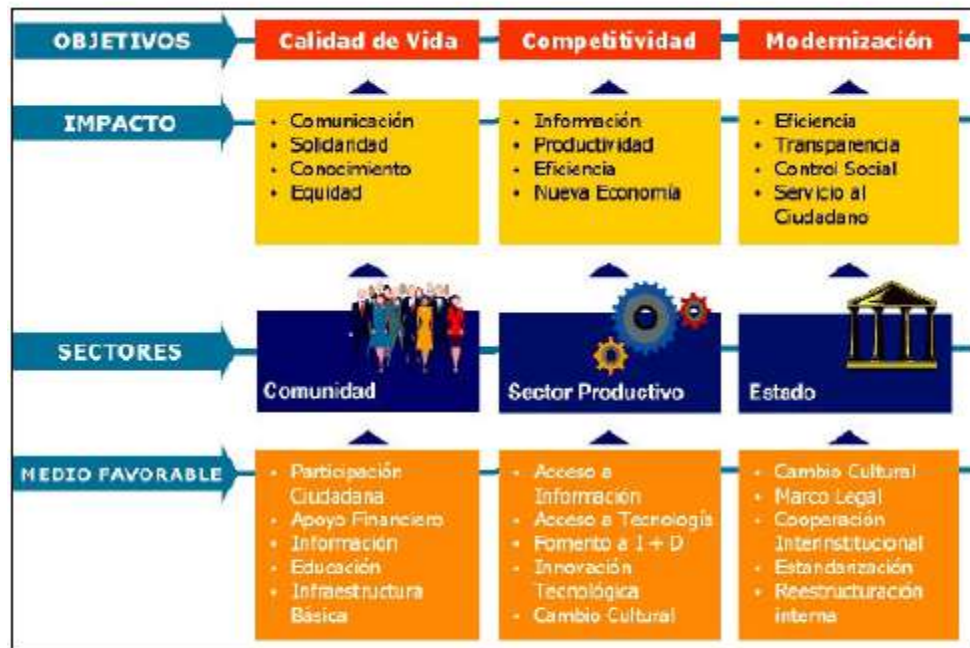 OBJETIVOS
Calidad de Vida
Competitividad
Modernización
IMPACTO
• Comunicación
• Solidaridad
• Conocimiento
• Equidad
• Información
• Productividad
• Eficiencia
• Nueva Economía
• Eficiencia
• Transparencia
• Control Social
• Servicio al
Ciudadano
SECTORES
Comunidad
Sector Productivo
Estado
MEDIO FAVORABLE
• Participación
Ciudadana
• Apoyo Financiero
• Información
• Educación
• Infraestructura
Básica
• Acceso a
Información
• Acceso a Tecnología
• Fomento a I + D
• Innovación
Tecnológica
• Cambio Cultural
• Cambio Cultural
• Marco Legal
• Cooperación
Interinstitucional
• Estandarización
• Reestructuración
interna